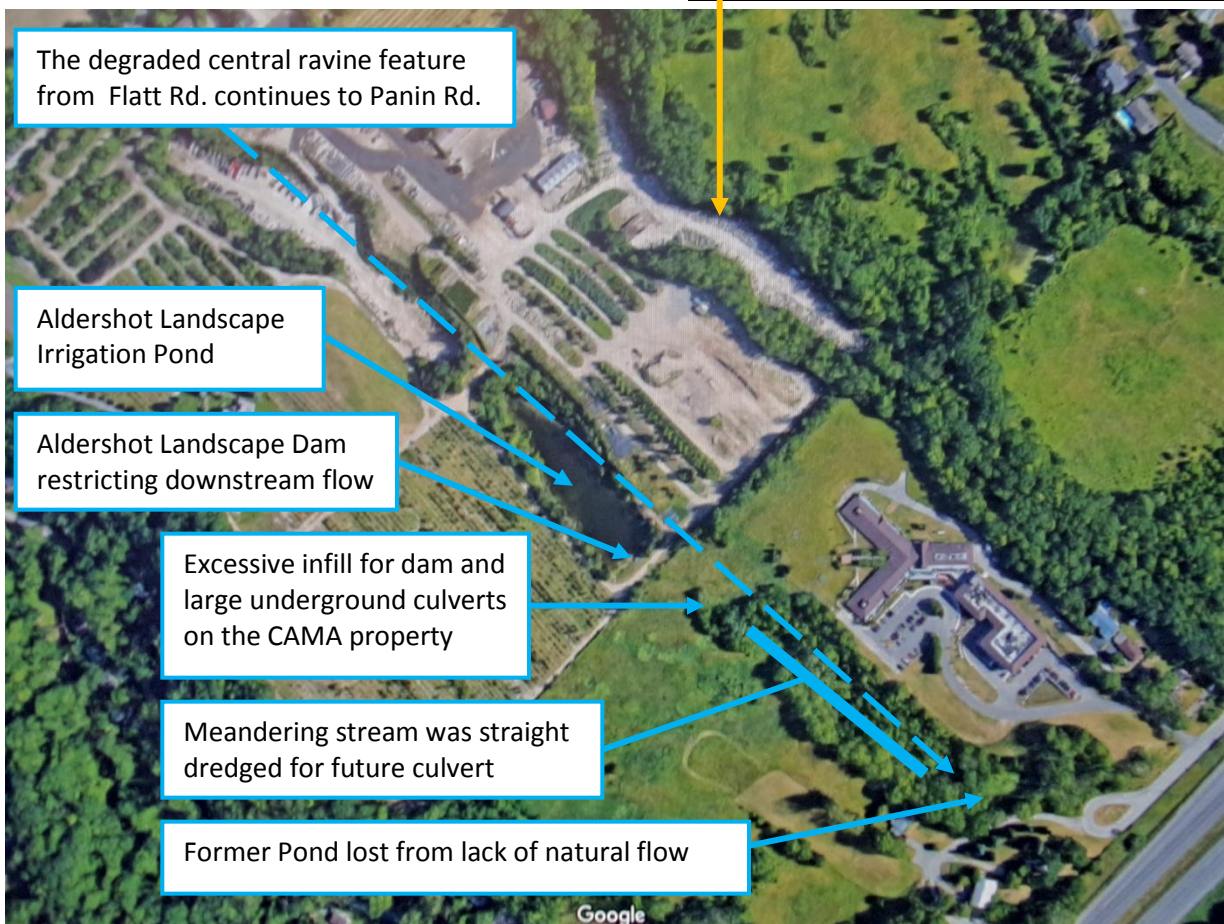 The degraded central ravine feature
from Flatt Rd. continues to Panin Rd.
Aldershot Landscape
Irrigation Pond
Aldershot Landscape Dam
restricting downstream flow
Excessive infill for dam and
large underground culverts
on the CAMA property
Meandering stream was straight
dredged for future culvert
Former Pond lost from lack of natural flow
Google